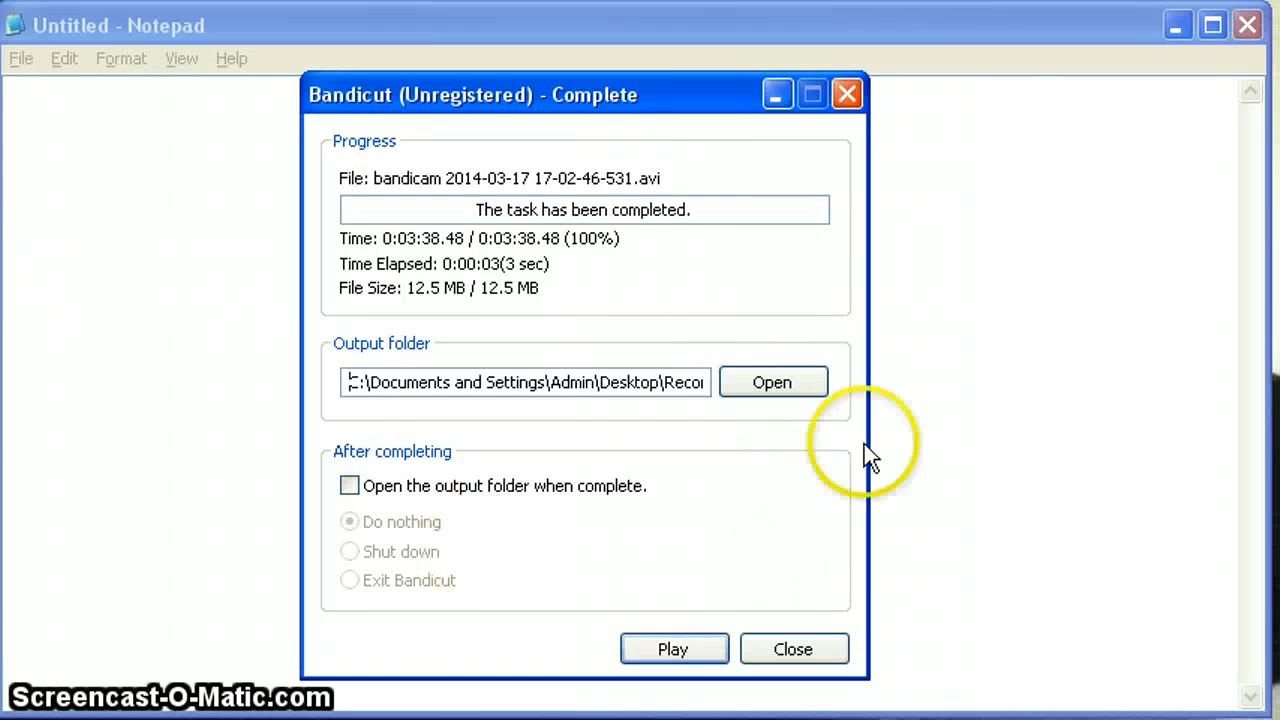 Untitled - Notepad
File Edit Format View Help
Bandicut (Unregistered) - Complete
Progress
File: bandicam 2014-03-17 17-02-46-531.avi
The task has been completed.
Time: 0:03:38.48 / 0:03:38.48 (100%)
Time Elapsed: 0:00:03(3 sec)
File Size: 12.5 MB / 12.5 MB
Output folder
C:\Documents and Settings\Admin\Desktop\Recor
Open
After completing
Open the output folder when complete.
Do nothing
Shut down
Exit Bandicut
Play Close
Screencast-O-Matic.com